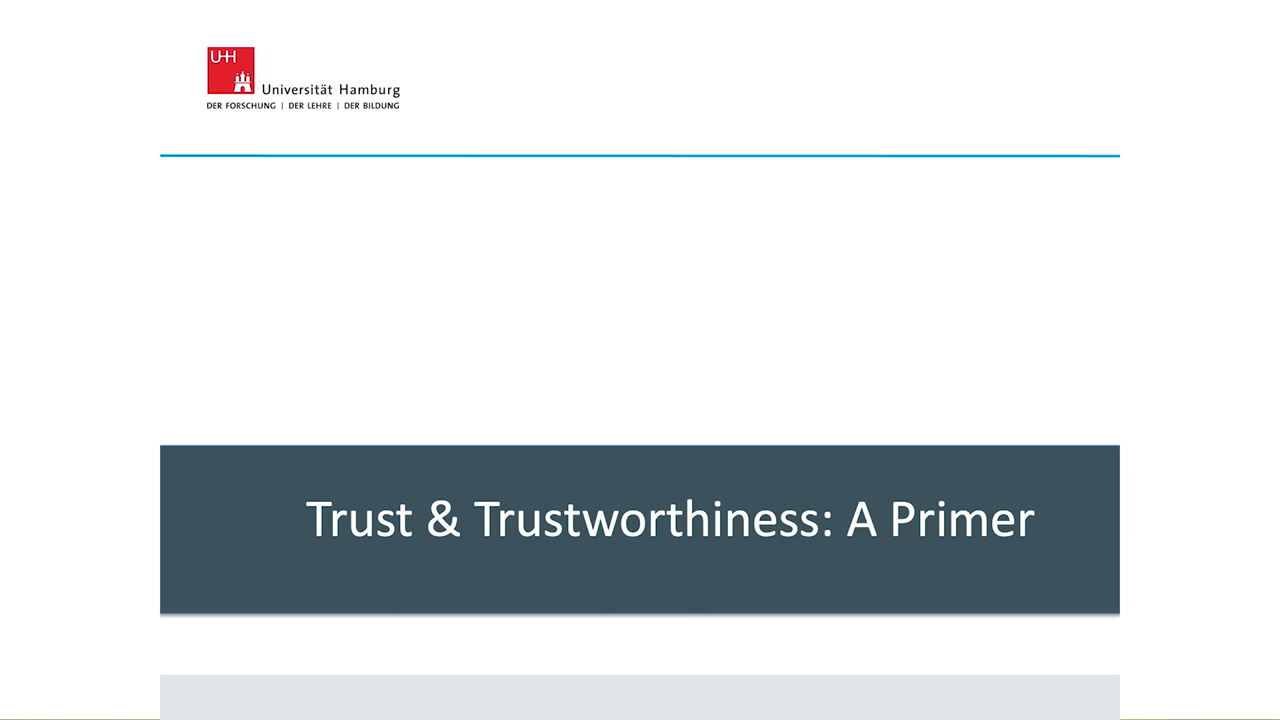 UHH
Universität Hamburg
DER FORSCHUNG | DER LEHRE | DER BILDUNG
Trust & Trustworthiness: A Primer